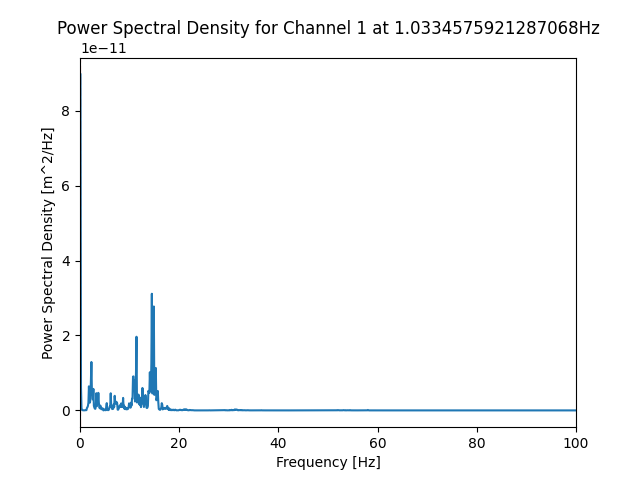 Power Spectral Density for Channel 1 at 1.0334575921287068Hz
1e−11
8
6
4
2
0
Power Spectral Density [m^2/Hz]
0 20 40 60 80 100
Frequency [Hz]